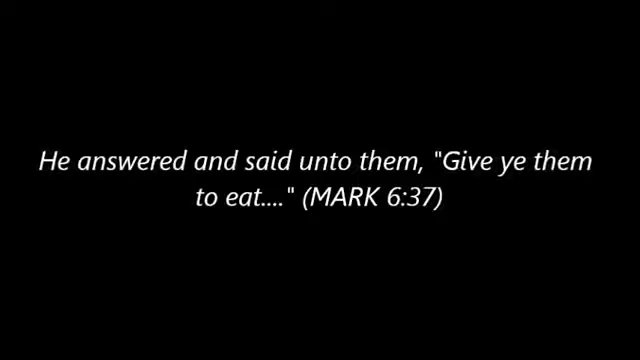 He answered and said unto them, "Give ye them
to eat...." (MARK 6:37)